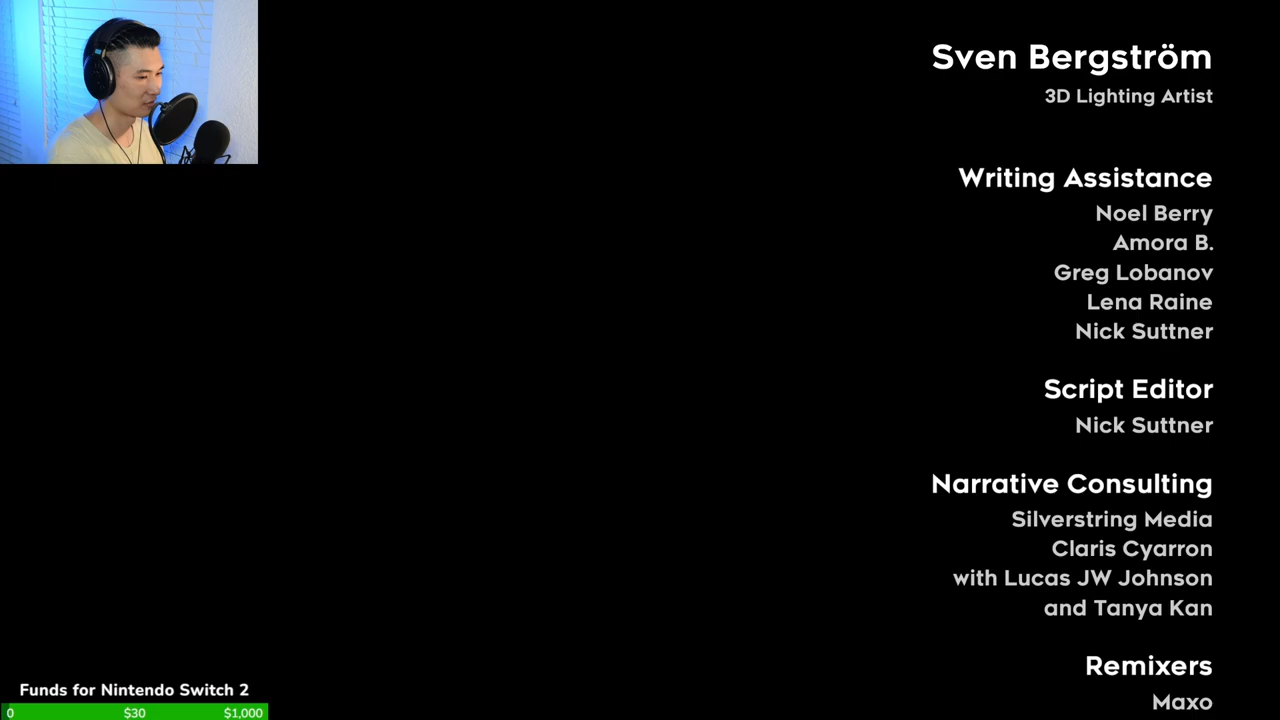 Sven Bergström
3D Lighting Artist
Writing Assistance
Noel Berry
Amora B.
Greg Lobanov
Lena Raine
Nick Suttner
Script Editor
Nick Suttner
Narrative Consulting
Silverstring Media
Claris Cyarron
with Lucas JW Johnson
and Tanya Kan
Remixers
Maxo
Funds for Nintendo Switch 2
0 $30 $1,000